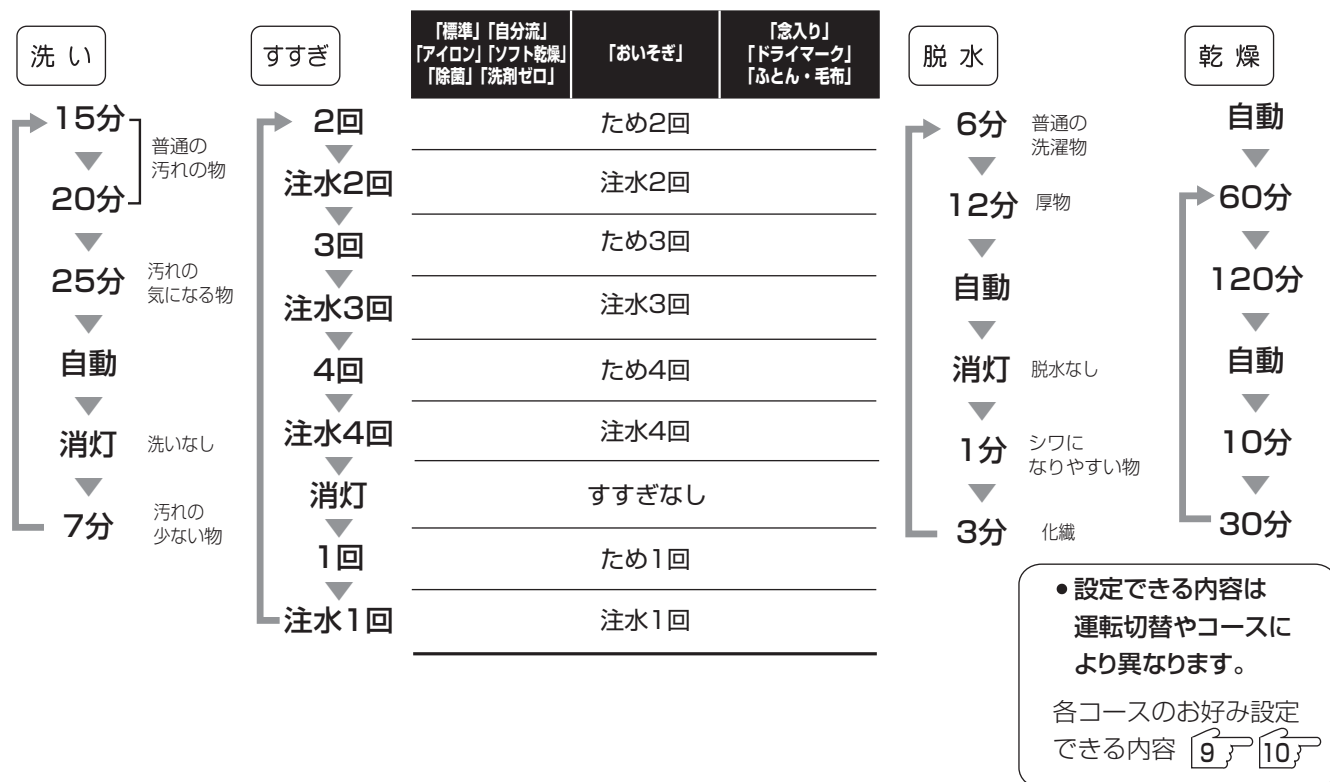 洗い
15分
普通の
汚れの物
20分
25分
汚れの
気になる物
自動
消灯
洗いなし
7分
汚れの
少ない物
すすぎ
「標準」「自分流」
「アイロン」「ソフト乾燥」
「除菌」「洗剤ゼロ」
「おいそぎ」
「念入り」
「ドライマーク」
「ふとん・毛布」
2回
ため2回
注水2回
注水2回
3回
ため3回
注水3回
注水3回
4回
ため4回
注水4回
注水4回
消灯
すすぎなし
1回
ため1回
注水1回
注水1回
脱水
6分
普通の
洗濯物
12分
厚物
自動
消灯
脱水なし
1分
シワに
なりやすい物
3分
化繊
乾燥
自動
60分
120分
自動
10分
30分
●設定できる内容は
運転切替やコースに
より異なります。
各コースのお好み設定
できる内容 9 10